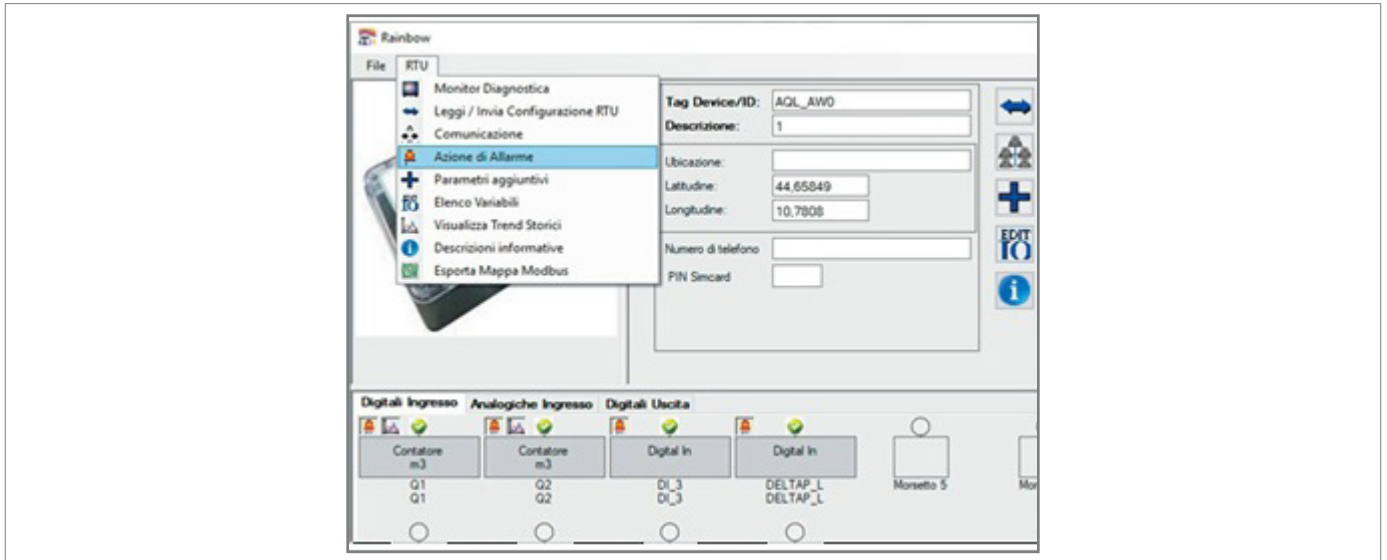 Rainbow
File RTU
Monitor Diagnostica
Leggi / Invia Configurazione RTU
Comunicazione
Azione di Allarme
Parametri aggiuntivi
Elenco Variabili
Visualizza Trend Storici
Descrizioni informative
Esporta Mappa Modbus
Tag Device/ID: AQL_AW0
Descrizione: 1
Ubicazione:
Latitudine: 44,65849
Longitudine: 10,7808
Numero di telefono
PIN Simcard
EDIT
IO
Digitali Ingresso Analogiche Ingresso Digitali Uscita
Contatore Contatore Digital In Digital In
m3 m3
Q1 Q2 DI_3 DELTAP_L Morsetto 5 Mor
Q1 Q2 DI_3 DELTAP_L